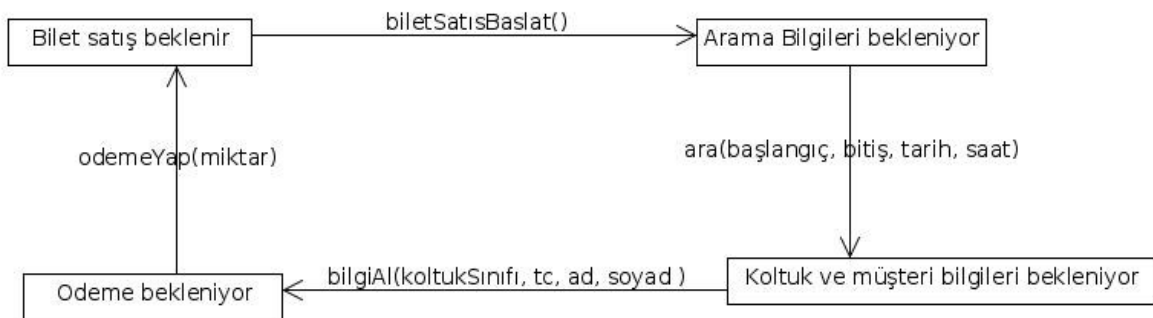 biletSatısBaslat()
Bilet satış beklenir
Arama Bilgileri bekleniyor
odemeYap(miktar)
ara(başlangıç, bitiş, tarih, saat)
bilgiAl(koltukSınıfı, tc, ad, soyad )
Koltuk ve müşteri bilgileri bekleniyor
Odeme bekleniyor